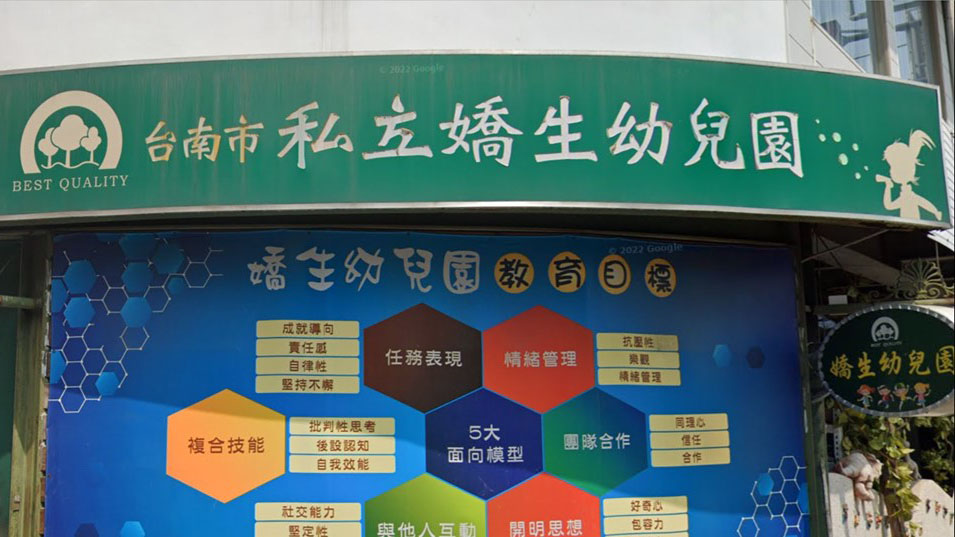 © 2022 Google
台南市 私立嬌生幼兒園
BEST QUALITY
© 2022 Google
嬌生幼兒園教育目標
成就導向
責任感
自律性
堅持不懈
任務表現
情緒管理
抗壓性
樂觀
情緒管理
BEST QUALITY
嬌生幼兒園
複合技能
批判性思考
後設認知
自我效能
5大
面向模型
團隊合作
同理心
信任
合作
社交能力
堅定性
與他人互動
開明思想
好奇心
包容力